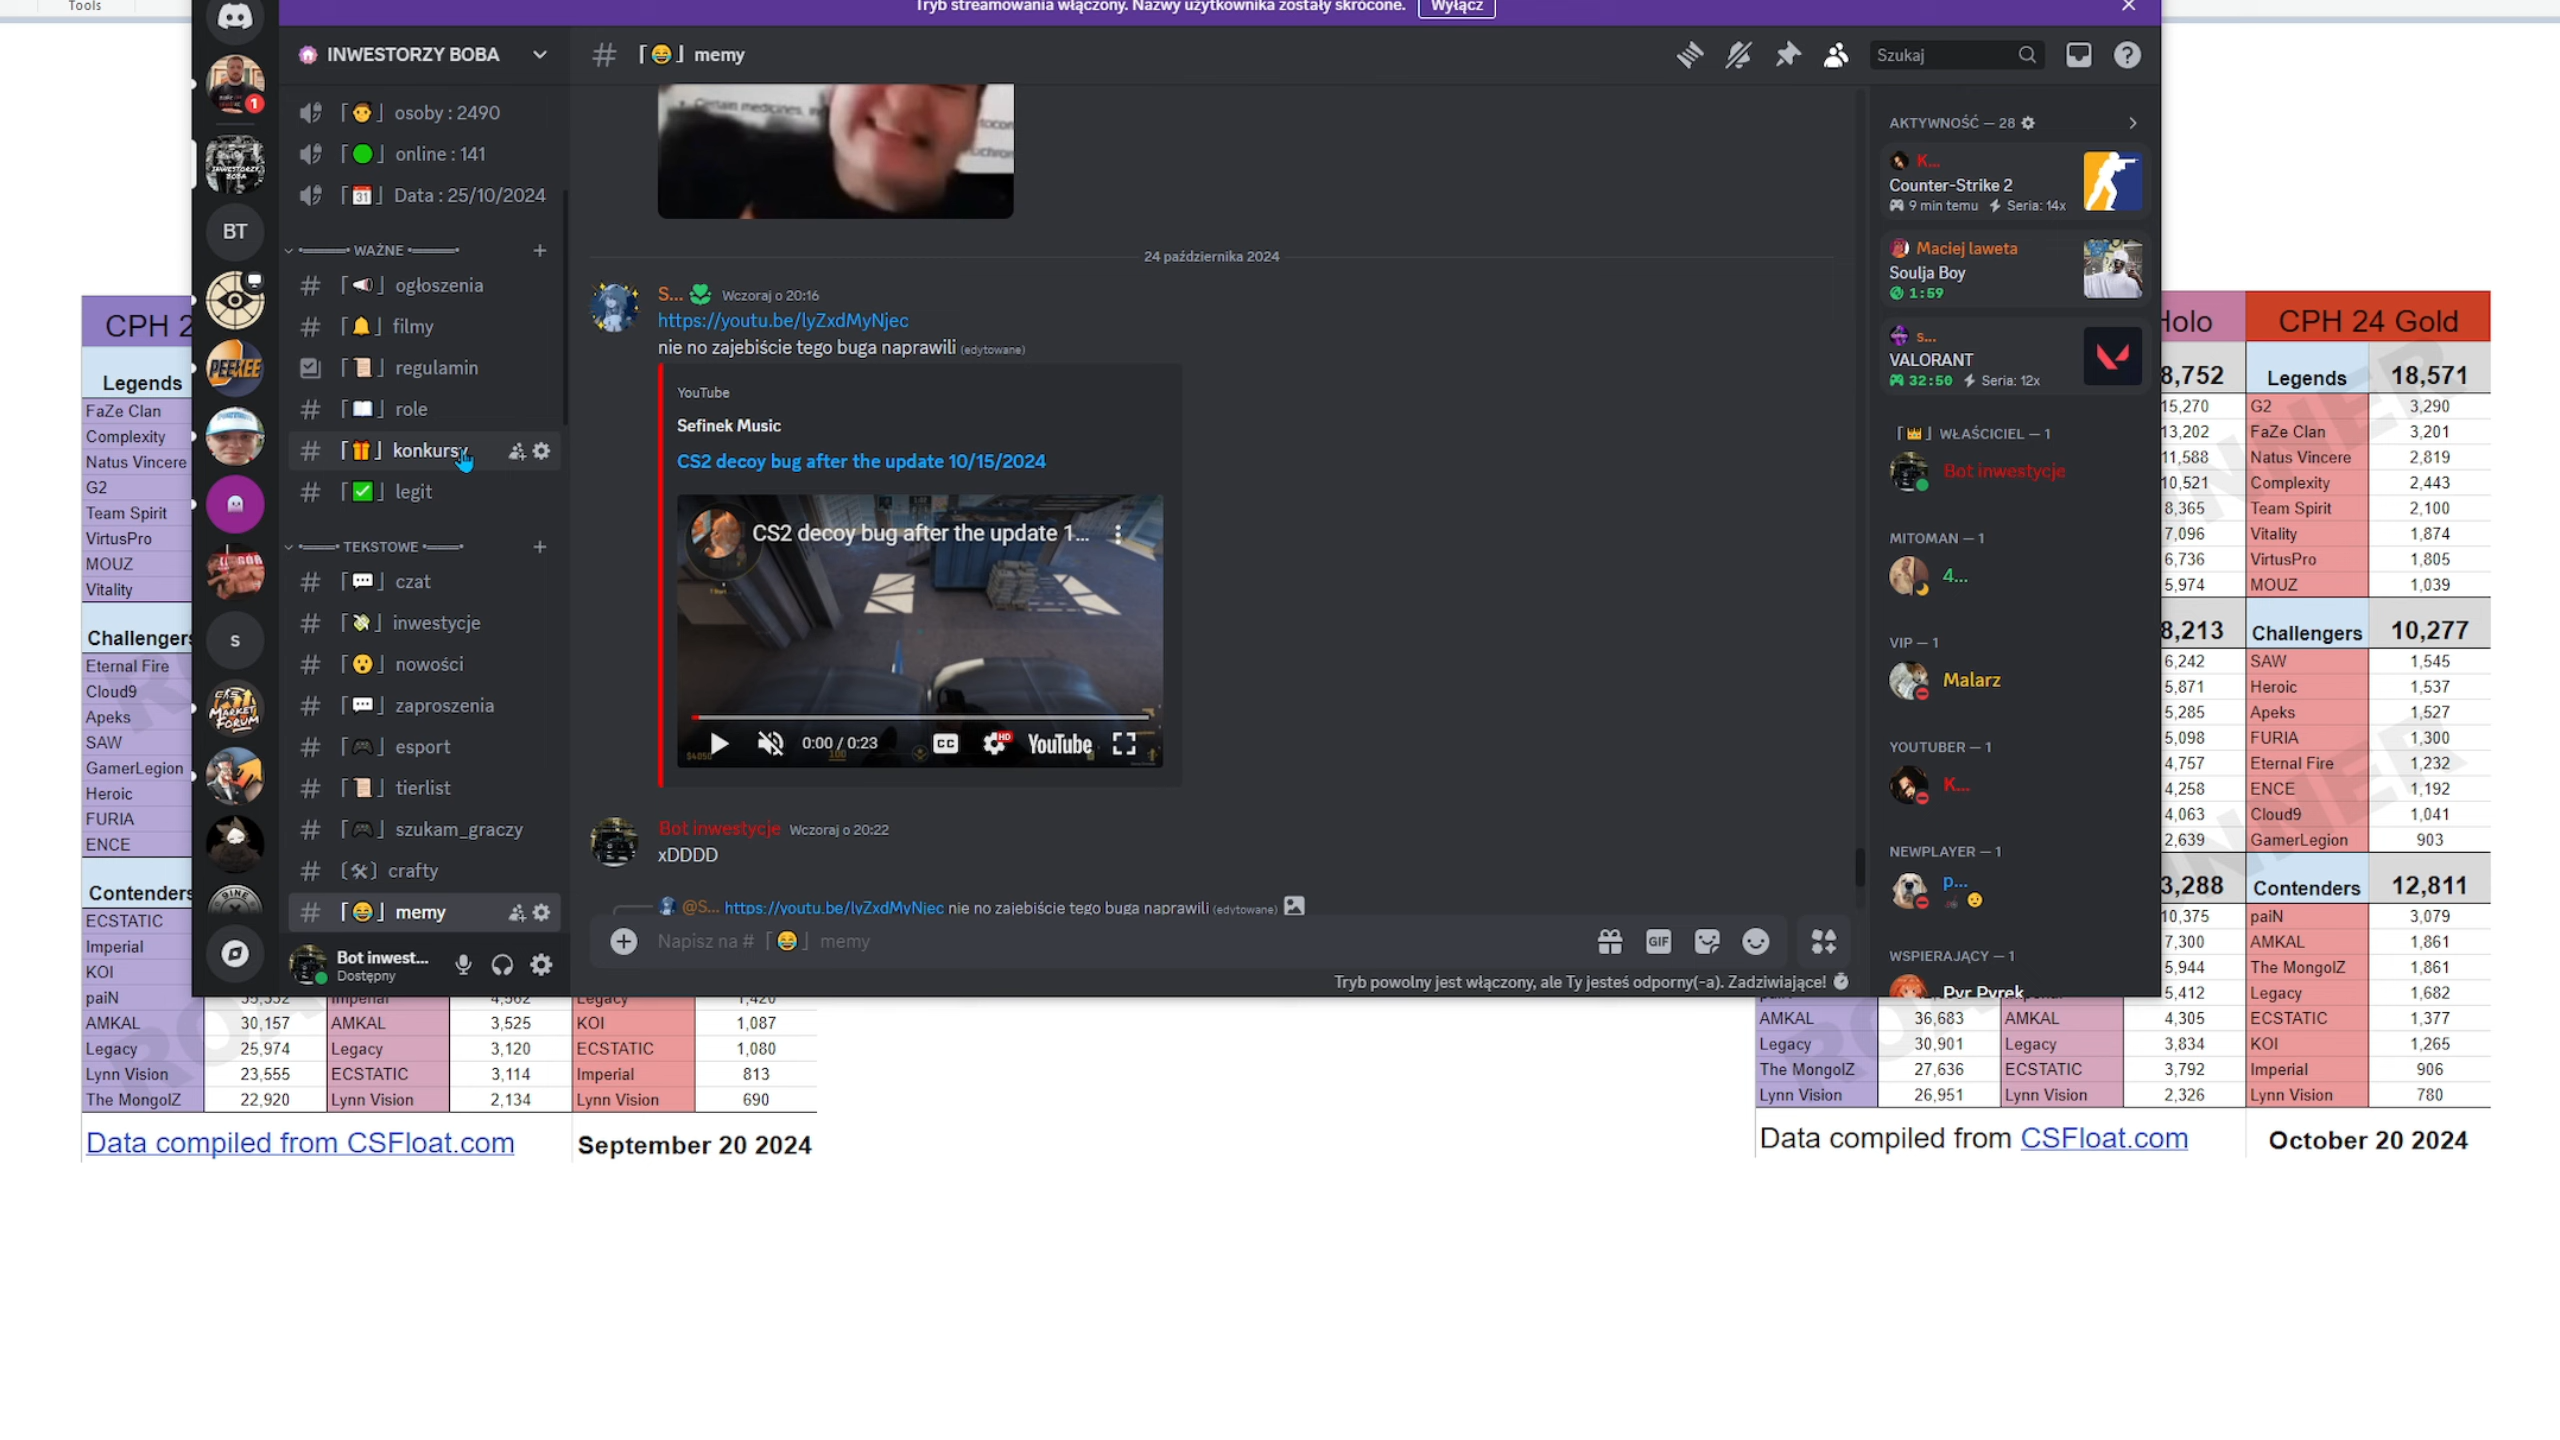 Tools
Tryb streamowania włączony. Nazwy użytkownika zostały skrócone.
Wyłącz
INWESTORZY BOBA
osoby : 2490
online : 141
Data : 25/10/2024
WAŻNE
ogłoszenia
filmy
regulamin
role
konkursy
legit
TEKSTOWE
czat
inwestycje
nowości
zaproszenia
esport
tierlist
szukam_graczy
crafty
memy
Bot inwest...
Dostępny
BT
PEEKEE
S
MARKET FORUM
1
# 「😂」 memy
Szukaj
24 października 2024
S... Wczoraj o 20:16
https://youtu.be/lyZxdMyNjec
nie no zajebiście tego buga naprawili (edytowane)
YouTube
Sefinek Music
CS2 decoy bug after the update 10/15/2024
CS2 decoy bug after the update 1...
0:00 / 0:23
CC
HD
YouTube
Bot inwestycje Wczoraj o 20:22
xDDDD
@S... https://youtu.be/lyZxdMyNjec nie no zajebiście tego buga naprawili (edytowane)
Napisz na # 「😂」 memy
GIF
Tryb powolny jest włączony, ale Ty jesteś odporny(-a). Zadziwiające!
AKTYWNOŚĆ — 28
K...
Counter-Strike 2
9 min temu Seria: 14x
Maciej laweta
Soulja Boy
1:59
s...
VALORANT
32:50 Seria: 12x
WŁAŚCICIEL — 1
Bot inwestycje
MITOMAN — 1
4...
VIP — 1
Malarz
YOUTUBER — 1
K...
NEWPLAYER — 1
p...
WSPIERAJĄCY — 1
Pyr Pyrek
CPH 2
Legends
FaZe Clan
Complexity
Natus Vincere
G2
Team Spirit
VirtusPro
MOUZ
Vitality
Challengers
Eternal Fire
Cloud9
Apeks
SAW
GamerLegion
Heroic
FURIA
ENCE
Contenders
ECSTATIC
Imperial
KOI
paiN Imperial 4,562 Legacy 1,420
AMKAL 30,157 AMKAL 3,525 KOI 1,087
Legacy 25,974 Legacy 3,120 ECSTATIC 1,080
Lynn Vision 23,555 ECSTATIC 3,114 Imperial 813
The MongolZ 22,920 Lynn Vision 2,134 Lynn Vision 690
Data compiled from CSFloat.com September 20 2024
Holo CPH 24 Gold
8,752 Legends 18,571
15,270 G2 3,290
13,202 FaZe Clan 3,201
11,588 Natus Vincere 2,819
10,521 Complexity 2,443
8,365 Team Spirit 2,100
7,096 Vitality 1,874
6,736 VirtusPro 1,805
5,974 MOUZ 1,039
8,213 Challengers 10,277
6,242 SAW 1,545
5,871 Heroic 1,537
5,285 Apeks 1,527
5,098 FURIA 1,300
4,757 Eternal Fire 1,232
4,258 ENCE 1,192
4,063 Cloud9 1,041
2,639 GamerLegion 903
3,288 Contenders 12,811
10,375 paiN 3,079
7,300 AMKAL 1,861
5,944 The MongolZ 1,861
5,412 Legacy 1,682
AMKAL 36,683 AMKAL 4,305 ECSTATIC 1,377
Legacy 30,901 Legacy 3,834 KOI 1,265
The MongolZ 27,636 ECSTATIC 3,792 Imperial 906
Lynn Vision 26,951 Lynn Vision 2,326 Lynn Vision 780
Data compiled from CSFloat.com October 20 2024